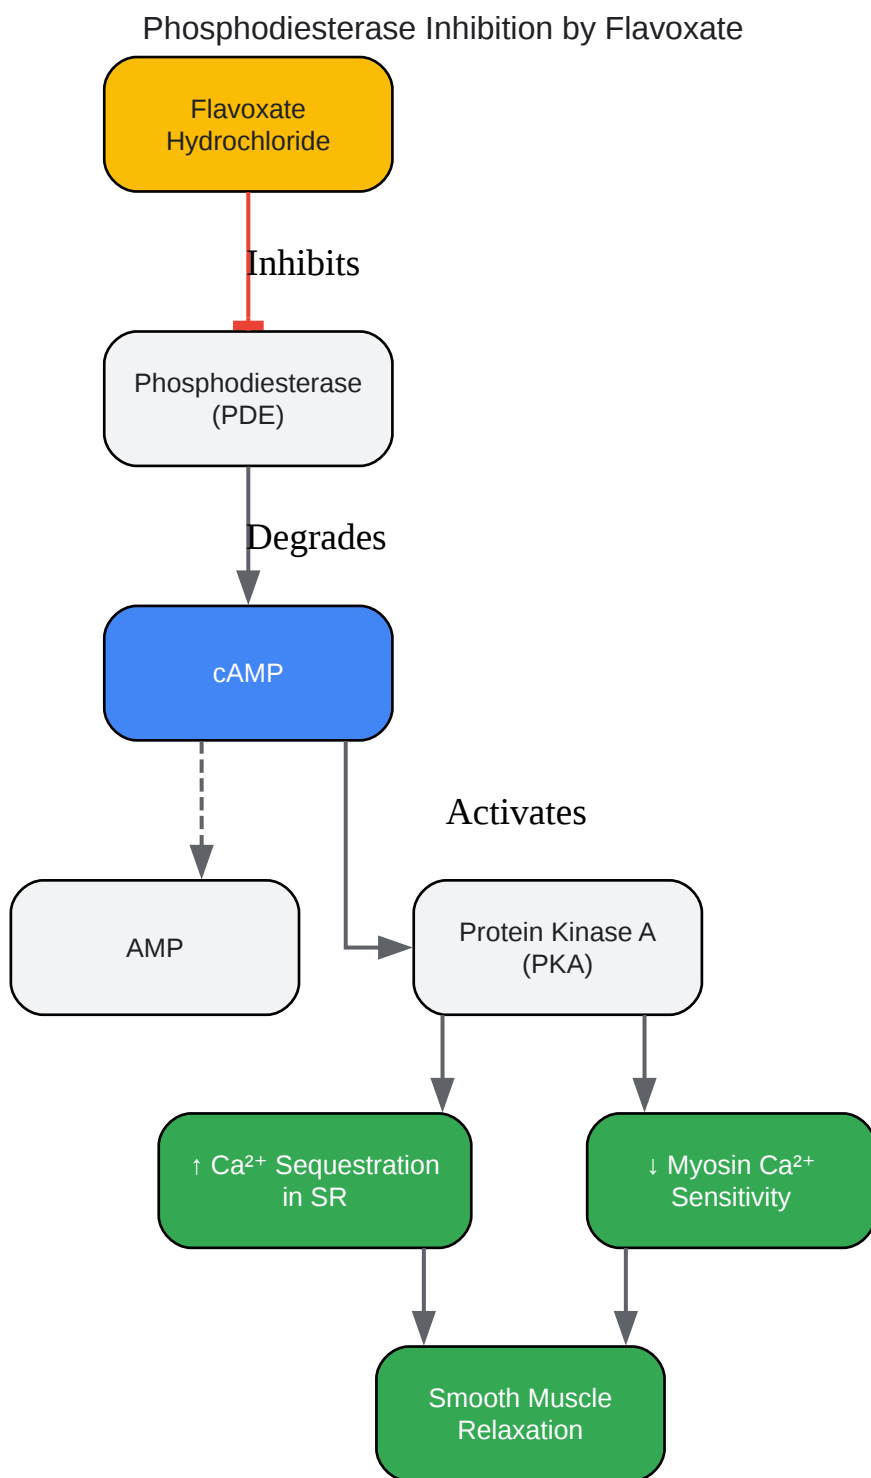 Phosphodiesterase Inhibition by Flavoxate
Flavoxate
Hydrochloride
Inhibits
Phosphodiesterase
(PDE)
Degrades
cAMP
Activates
AMP
Protein Kinase A
(PKA)
↑ Ca²⁺ Sequestration
in SR
↓ Myosin Ca²⁺
Sensitivity
Smooth Muscle
Relaxation